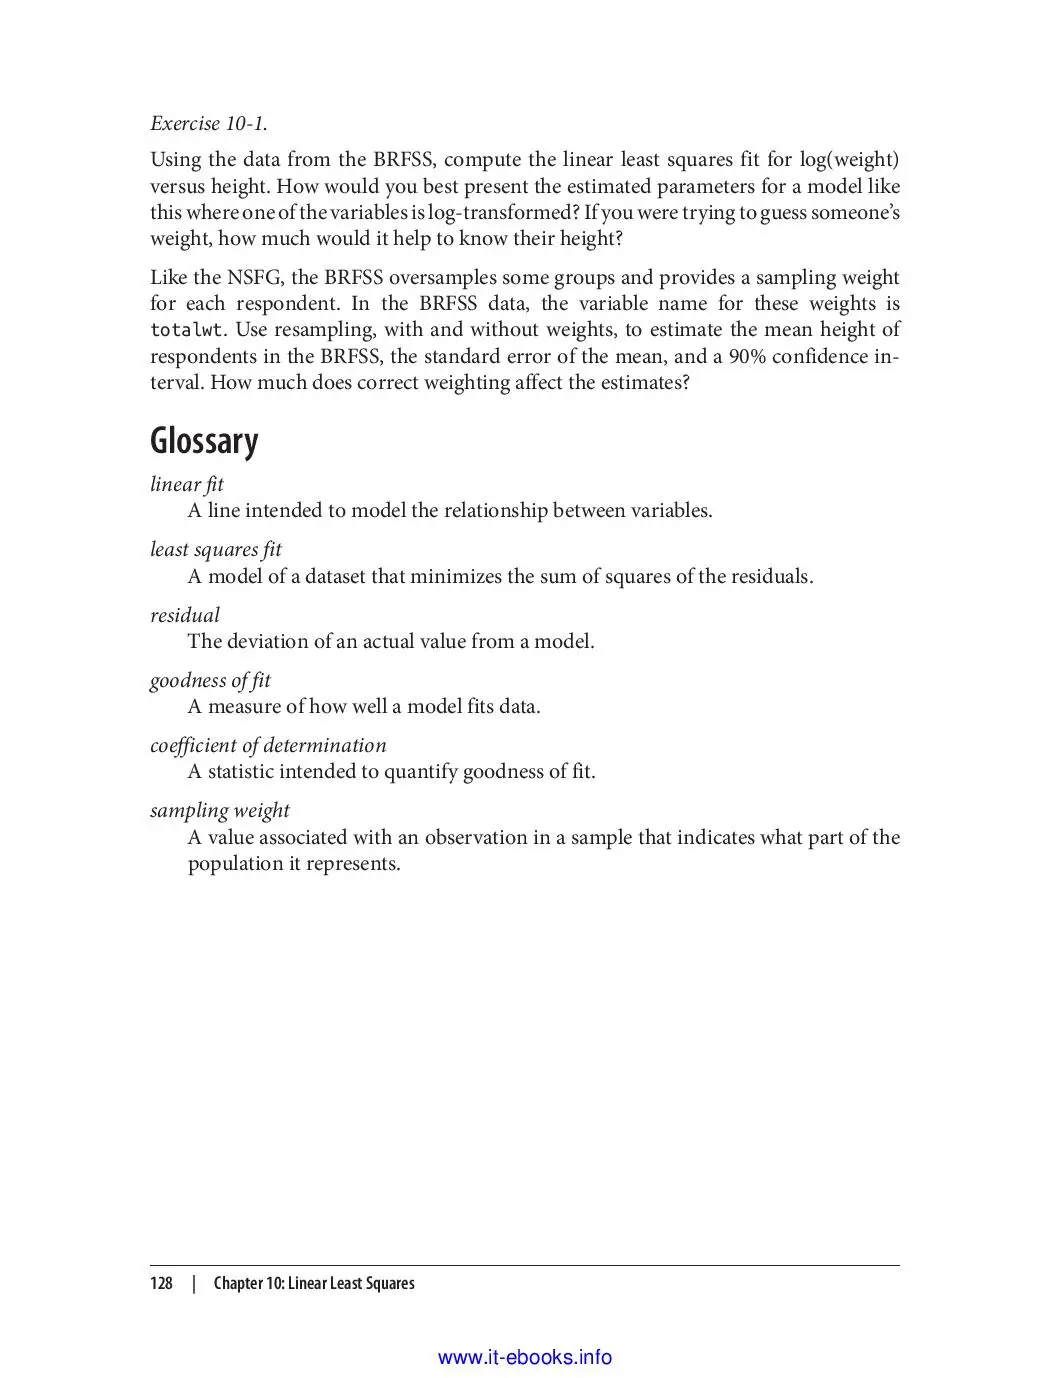 Exercise 10-1.
Using the data from the BRFSS, compute the linear least squares fit for log(weight)
versus height. How would you best present the estimated parameters for a model like
this where one of the variables is log-transformed? If you were trying to guess someone’s
weight, how much would it help to know their height?
Like the NSFG, the BRFSS oversamples some groups and provides a sampling weight
for each respondent. In the BRFSS data, the variable name for these weights is
totalwt. Use resampling, with and without weights, to estimate the mean height of
respondents in the BRFSS, the standard error of the mean, and a 90% confidence in-
terval. How much does correct weighting affect the estimates?
Glossary
linear fit
A line intended to model the relationship between variables.
least squares fit
A model of a dataset that minimizes the sum of squares of the residuals.
residual
The deviation of an actual value from a model.
goodness of fit
A measure of how well a model fits data.
coefficient of determination
A statistic intended to quantify goodness of fit.
sampling weight
A value associated with an observation in a sample that indicates what part of the
population it represents.
128 | Chapter 10: Linear Least Squares
www.it-ebooks.info